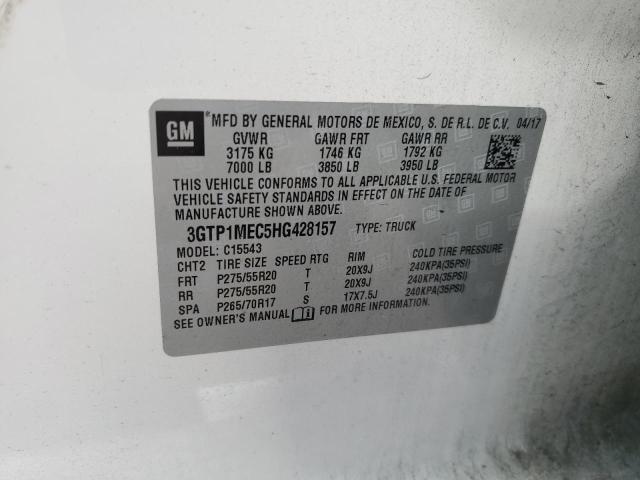 GM
*MFD BY GENERAL MOTORS DE MEXICO, S. DE R.L. DE C.V. 04/17
GVWR GAWR FRT GAWR RR
3175 KG 1746 KG 1792 KG
7000 LB 3850 LB 3950 LB
THIS VEHICLE CONFORMS TO ALL APPLICABLE U.S. FEDERAL MOTOR
VEHICLE SAFETY STANDARDS IN EFFECT ON THE DATE OF
MANUFACTURE SHOWN ABOVE.
3GTP1MEC5HG428157 TYPE: TRUCK
MODEL: C15543
CHT2 TIRE SIZE SPEED RTG RIM COLD TIRE PRESSURE
FRT P275/55R20 T 20X9J 240KPA(35PSI)
RR P275/55R20 T 20X9J 240KPA(35PSI)
SPA P265/70R17 S 17X7.5J 240KPA(35PSI)
SEE OWNER'S MANUAL FOR MORE INFORMATION.